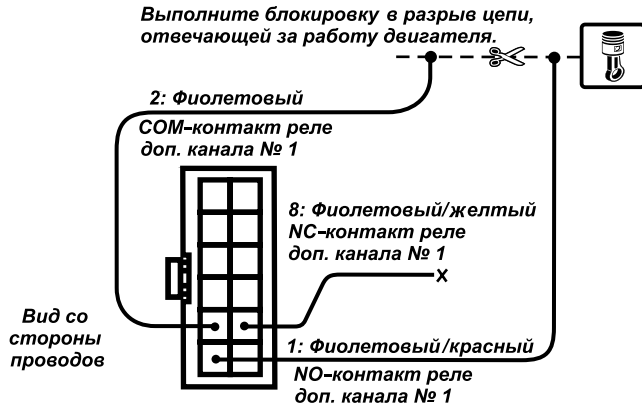 Выполните блокировку в разрыв цепи,
отвечающей за работу двигателя.
2: Фиолетовый
COM-контакт реле
доп. канала № 1
8: Фиолетовый/желтый
NC-контакт реле
доп. канала № 1
X
Вид со
стороны
проводов
1: Фиолетовый/красный
NO-контакт реле
доп. канала № 1